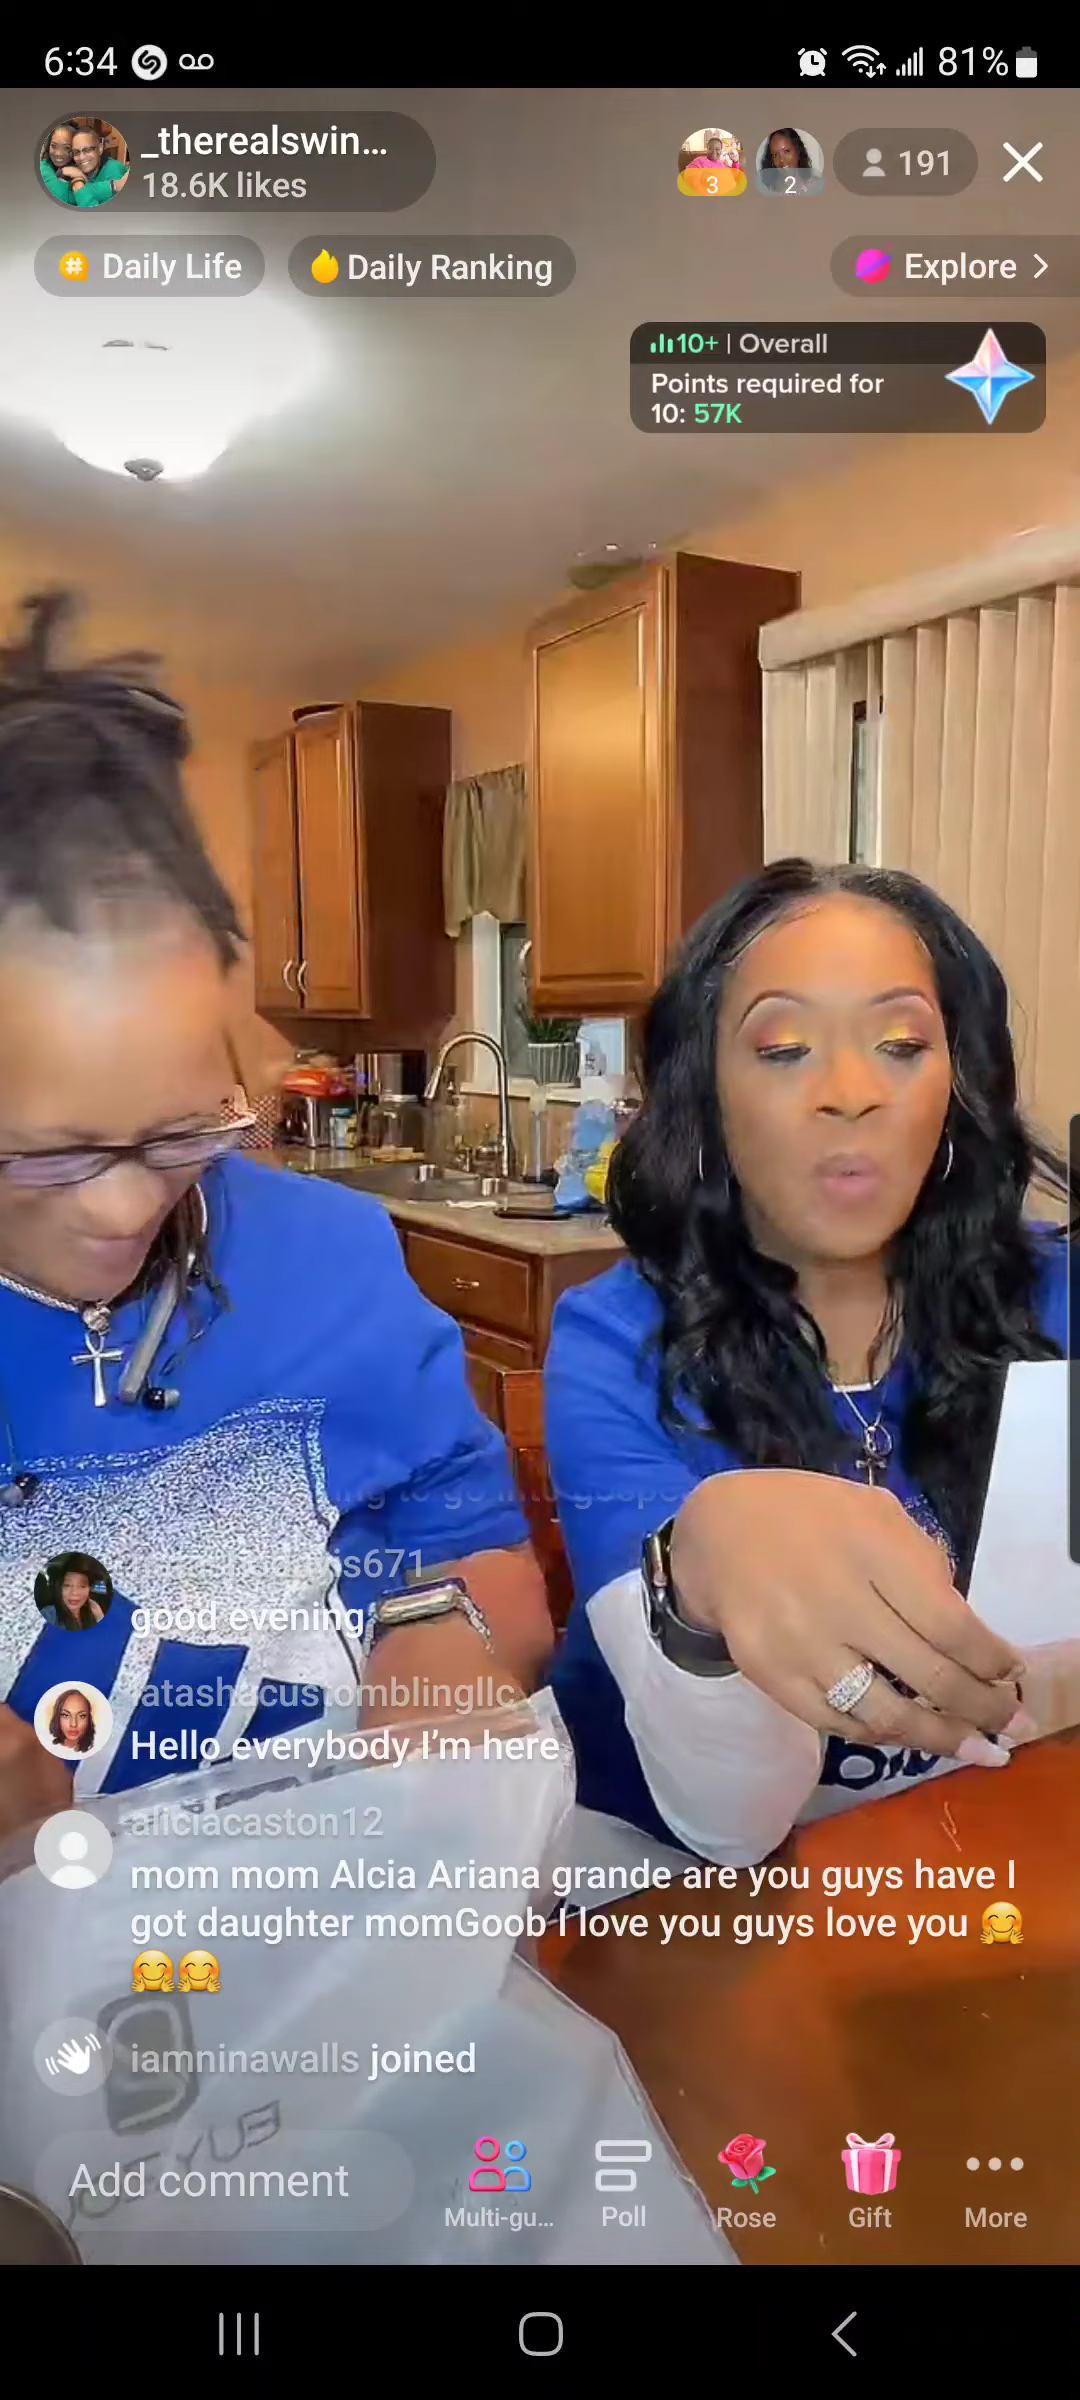 6:34
81%
_therealswin...
18.6K likes
3
2
191
Daily Life
Daily Ranking
Explore >
10+ | Overall
Points required for
10: 57K
good evening
latashacustomblingllc
Hello everybody I’m here
aliciacaston12
mom mom Alcia Ariana grande are you guys have I
got daughter momGoob I love you guys love you 🤗
🤗🤗
iamninawalls joined
Add comment
Multi-gu...
Poll
Rose
Gift
More